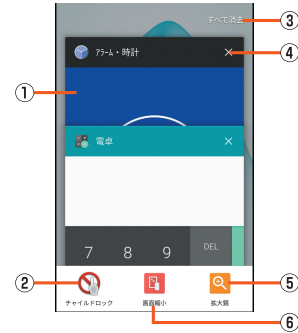 すべて消去
③
アラーム・時計
④
①
電卓
7 8 9 DEL
②
チャイルドロック
画面縮小
拡大鏡
⑤
⑥